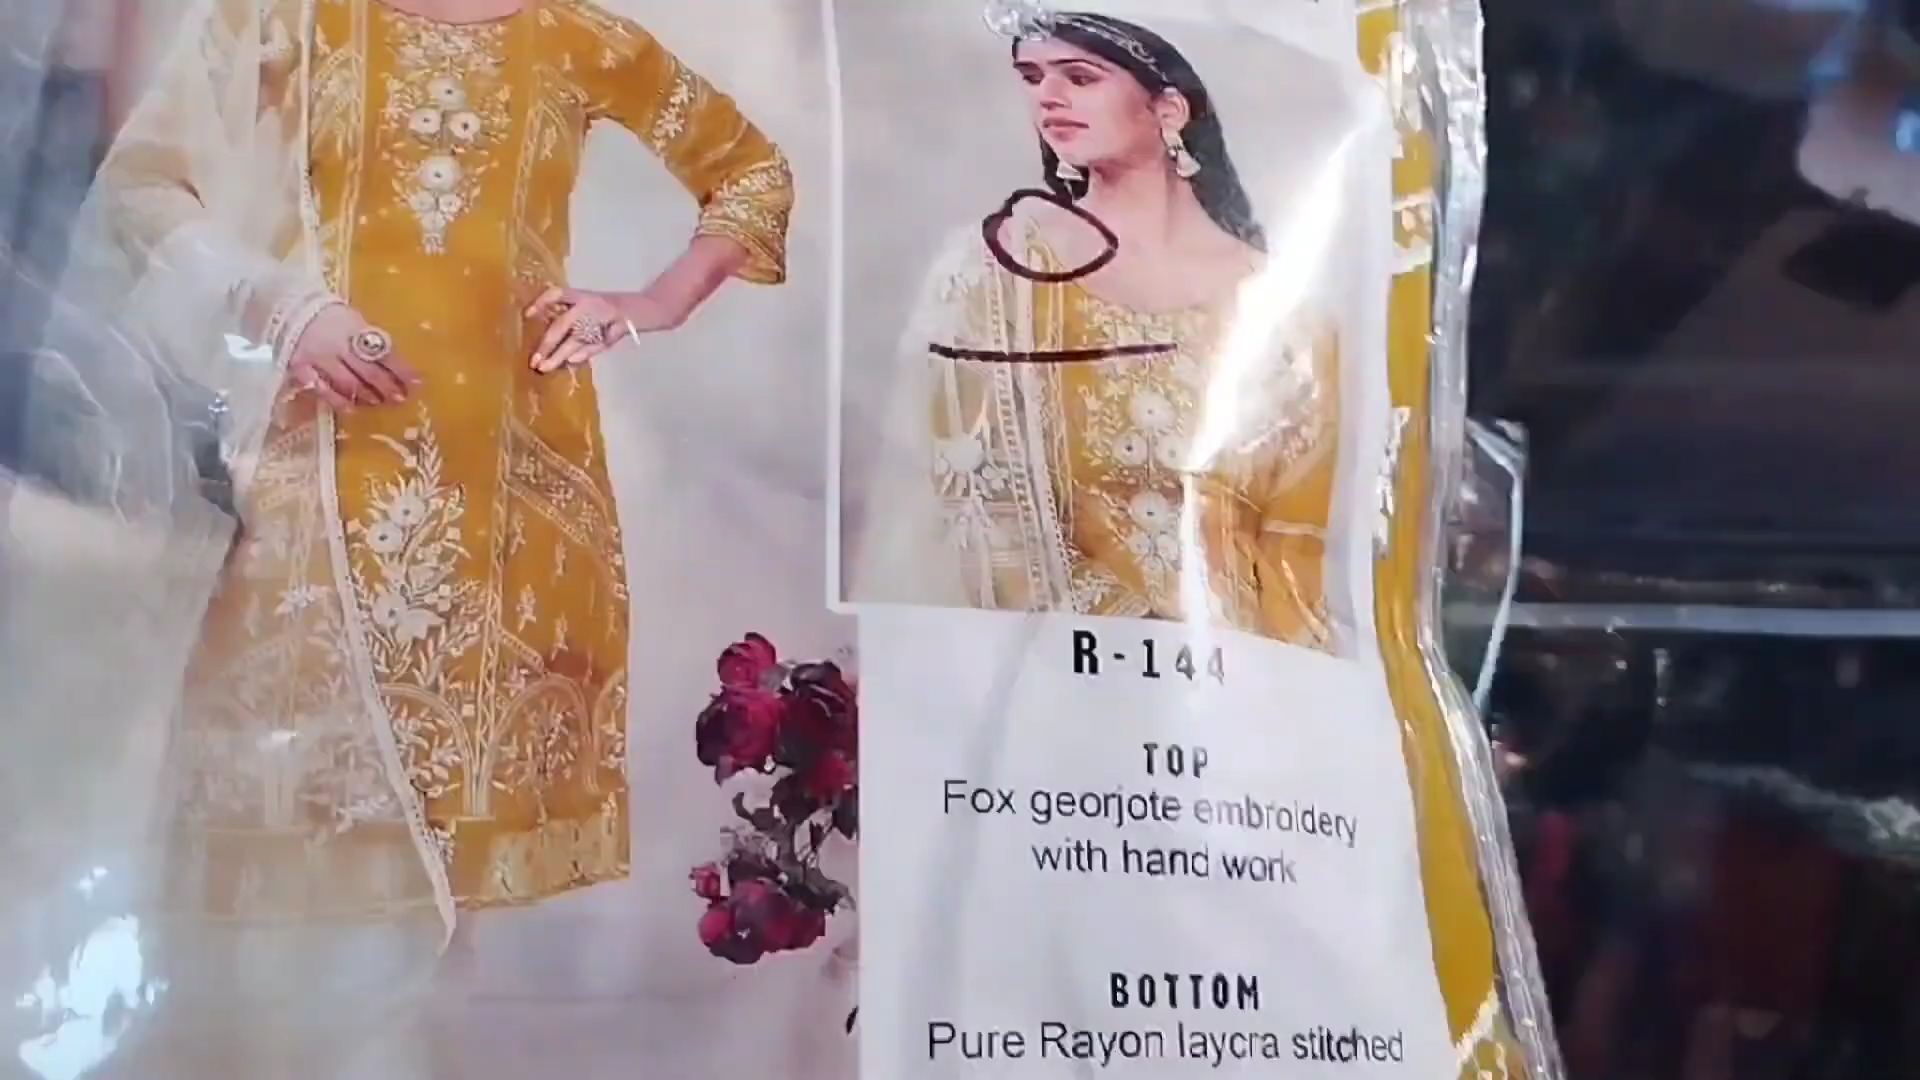 R-144
TOP
Fox georjote embroidery
with hand work
BOTTOM
Pure Rayon laycra stitched